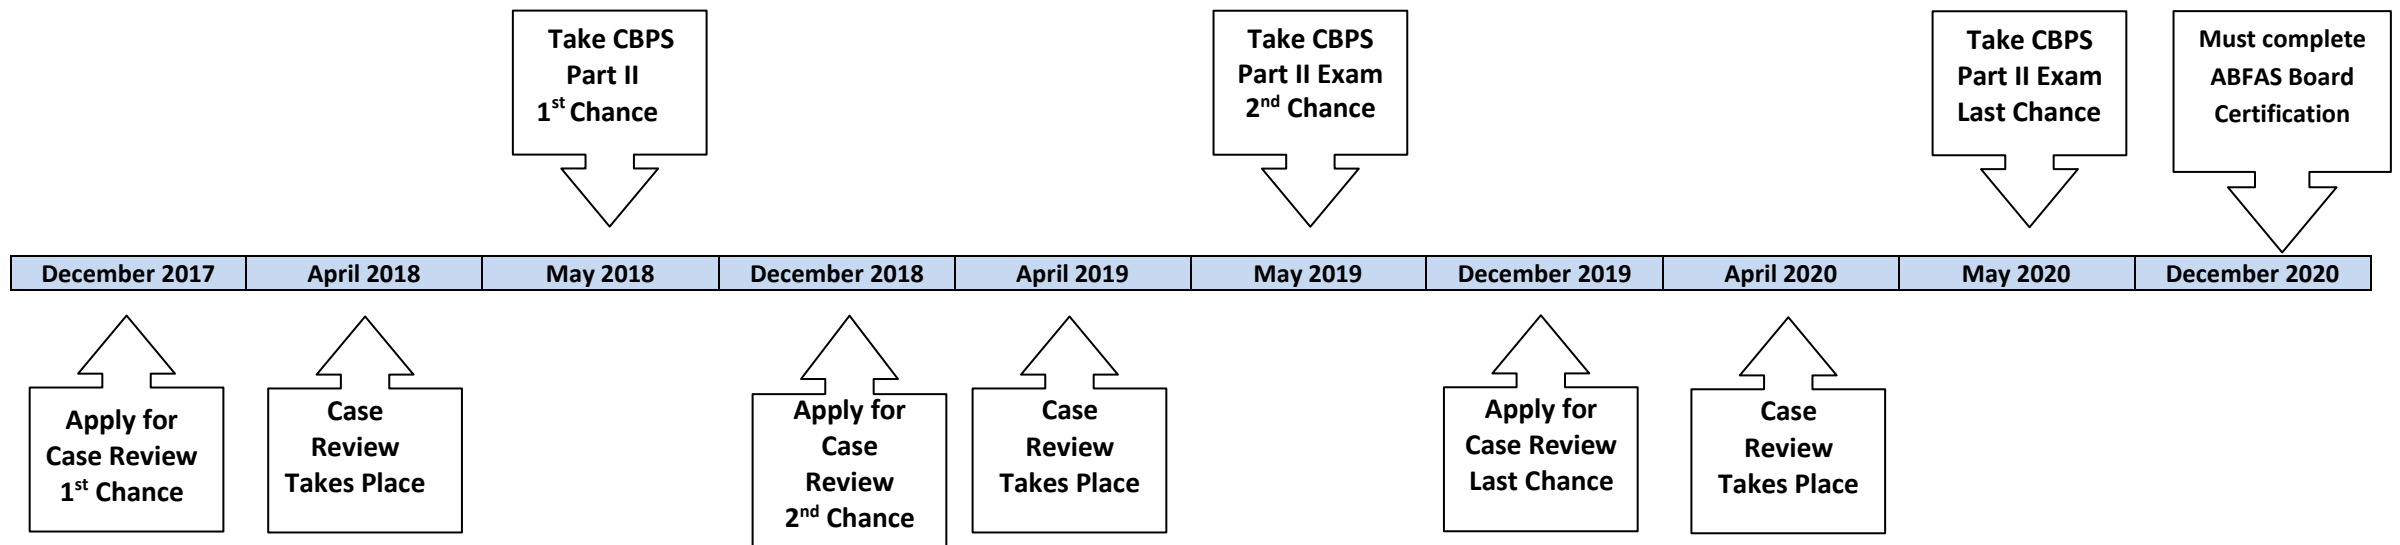 Take CBPS
Part II
1st Chance
Take CBPS
Part II Exam
2nd Chance
Take CBPS
Part II Exam
Last Chance
Must complete
ABFAS Board
Certification
December 2017
April 2018
May 2018
December 2018
April 2019
May 2019
December 2019
April 2020
May 2020
December 2020
Apply for
Case Review
1st Chance
Case
Review
Takes Place
Apply for
Case
Review
2nd Chance
Case
Review
Takes Place
Apply for
Case Review
Last Chance
Case
Review
Takes Place